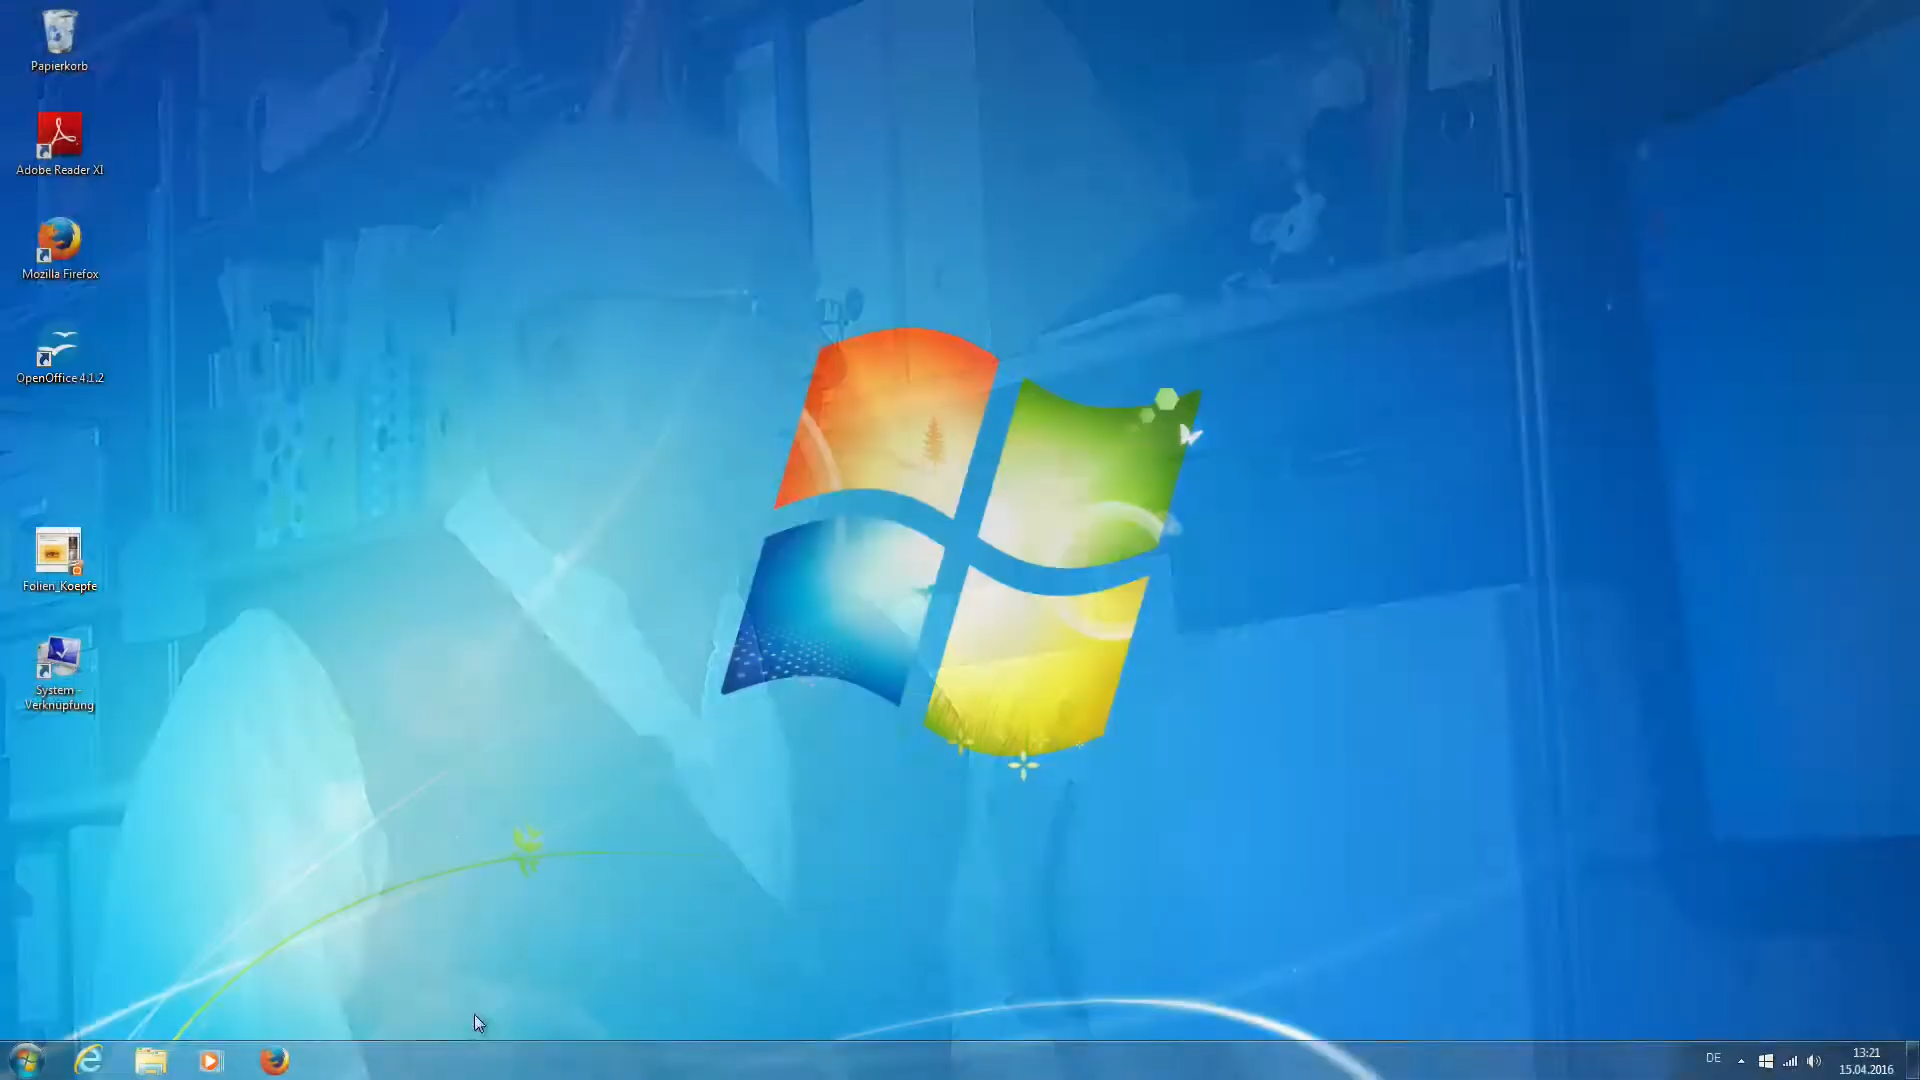 Papierkorb
Adobe Reader XI
Mozilla Firefox
OpenOffice 4.1.2
Folien_Koepfe
System -
Verknüpfung
DE
13:21
15.04.2016